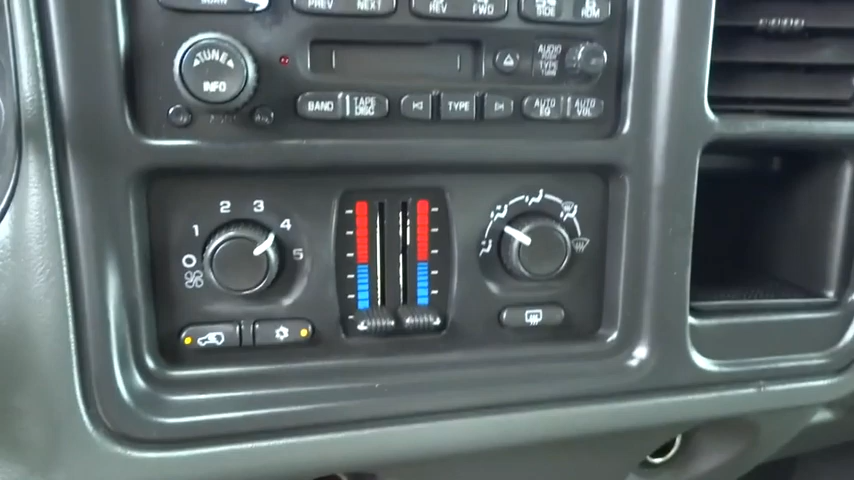 SCAN PREV NEXT REV FWD SIDE RDM
TUNE
INFO
AUDIO
TYPE
BAND TAPE DISC TYPE AUTO EQ AUTO VOL
0 1 2 3 4 5